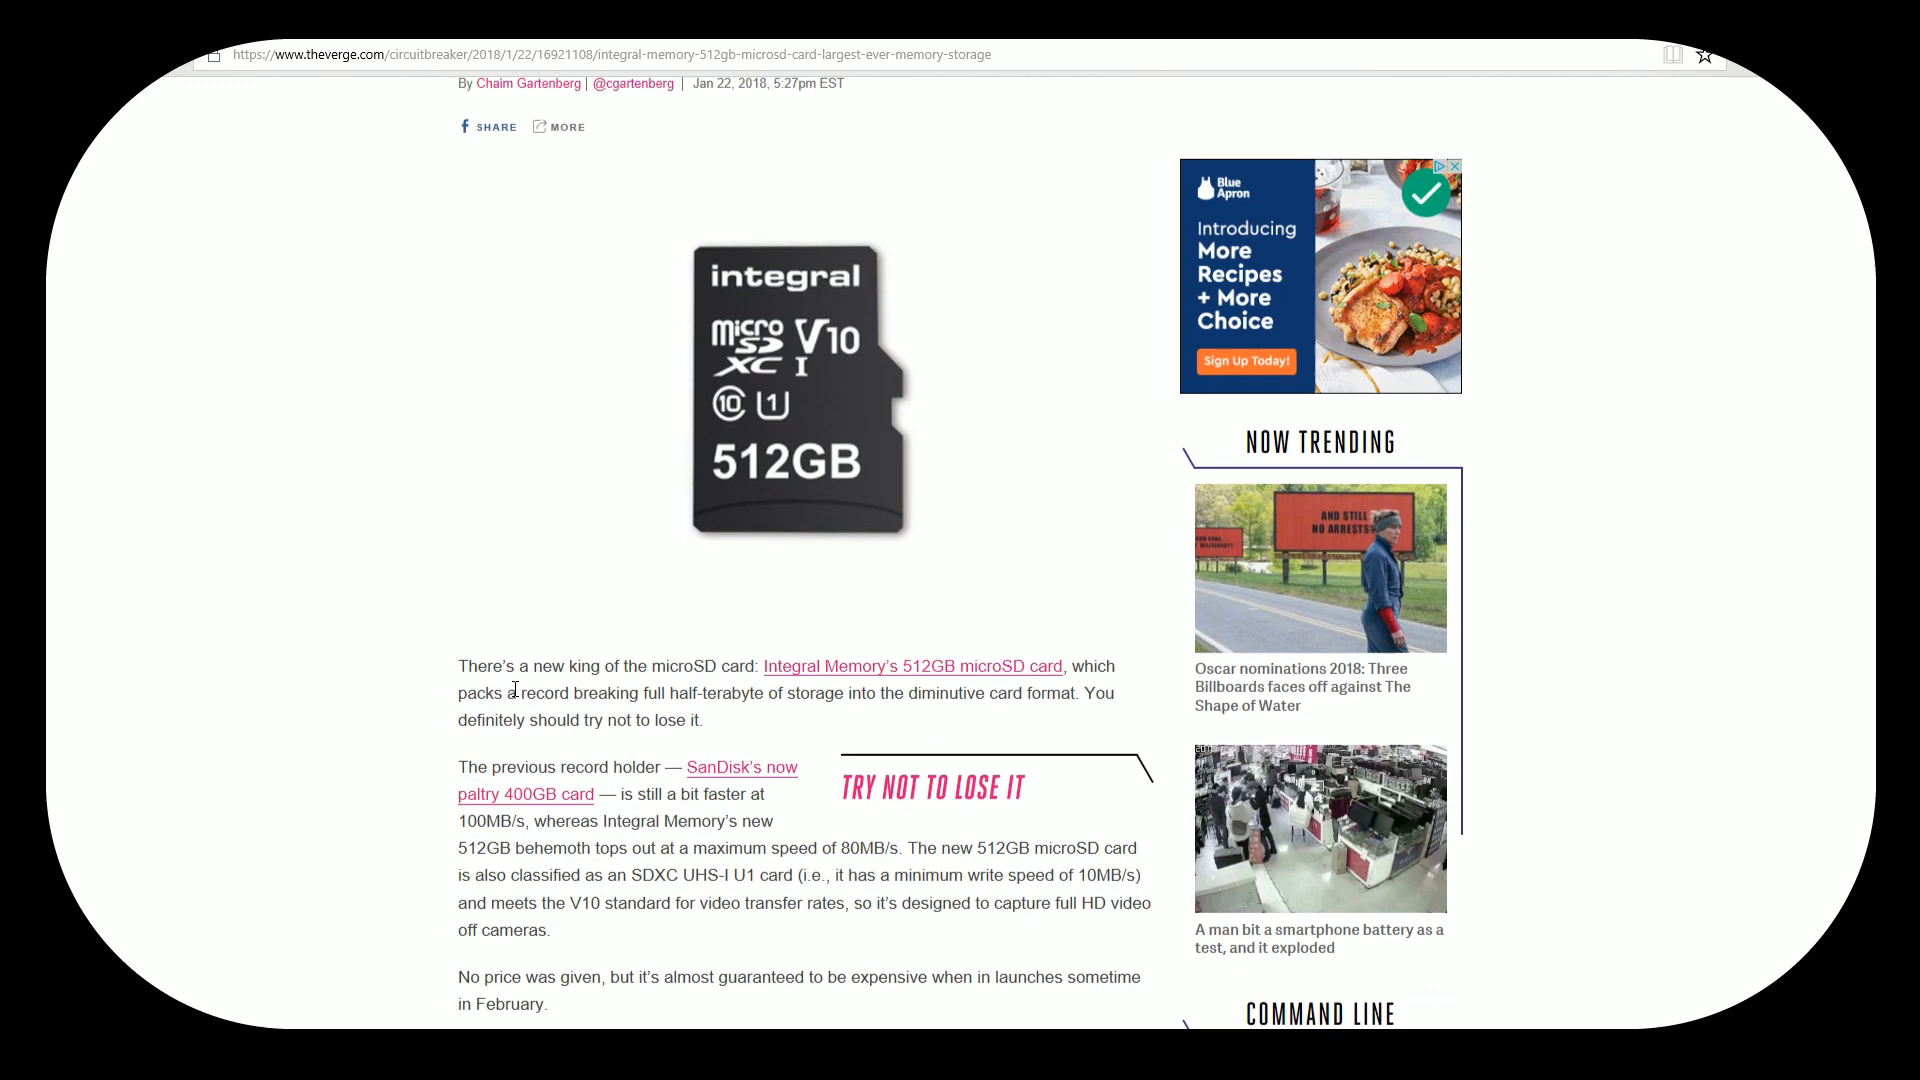 https://www.theverge.com/circuitbreaker/2018/1/22/16921108/integral-memory-512gb-microsd-card-largest-ever-memory-storage
By Chaim Gartenberg | @cgartenberg | Jan 22, 2018, 5:27pm EST
SHARE MORE
integral
micro SD XC I V10
10 U1
512GB
Blue Apron
Introducing
More
Recipes
+ More
Choice
Sign Up Today!
NOW TRENDING
AND STILL
NO ARRESTS?
Oscar nominations 2018: Three
Billboards faces off against The
Shape of Water
A man bit a smartphone battery as a
test, and it exploded
COMMAND LINE
There's a new king of the microSD card: Integral Memory's 512GB microSD card, which
packs a record breaking full half-terabyte of storage into the diminutive card format. You
definitely should try not to lose it.
The previous record holder — SanDisk's now
paltry 400GB card — is still a bit faster at
100MB/s, whereas Integral Memory's new
TRY NOT TO LOSE IT
512GB behemoth tops out at a maximum speed of 80MB/s. The new 512GB microSD card
is also classified as an SDXC UHS-I U1 card (i.e., it has a minimum write speed of 10MB/s)
and meets the V10 standard for video transfer rates, so it's designed to capture full HD video
off cameras.
No price was given, but it's almost guaranteed to be expensive when in launches sometime
in February.